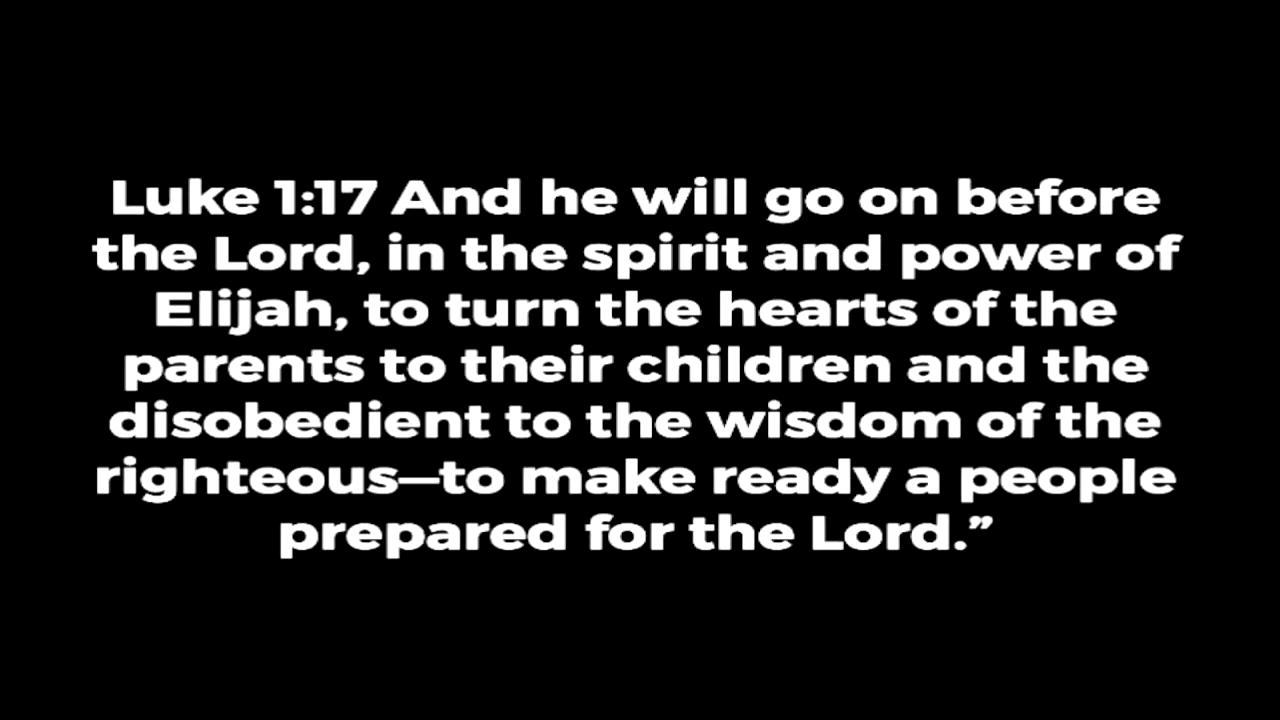 Luke 1:17 And he will go on before
the Lord, in the spirit and power of
Elijah, to turn the hearts of the
parents to their children and the
disobedient to the wisdom of the
righteous—to make ready a people
prepared for the Lord.”